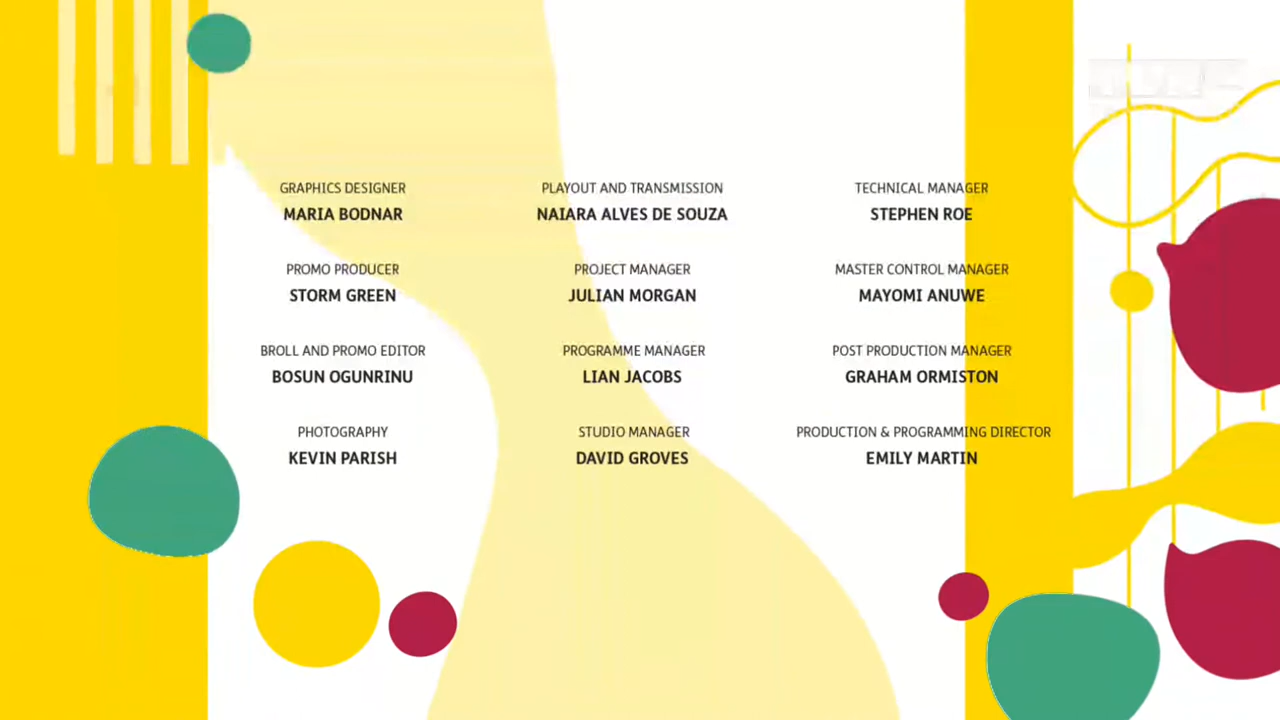 GRAPHICS DESIGNER
MARIA BODNAR
PROMO PRODUCER
STORM GREEN
BROLL AND PROMO EDITOR
BOSUN OGUNRINU
PHOTOGRAPHY
KEVIN PARISH
PLAYOUT AND TRANSMISSION
NAIARA ALVES DE SOUZA
PROJECT MANAGER
JULIAN MORGAN
PROGRAMME MANAGER
LIAN JACOBS
STUDIO MANAGER
DAVID GROVES
TECHNICAL MANAGER
STEPHEN ROE
MASTER CONTROL MANAGER
MAYOMI ANUWE
POST PRODUCTION MANAGER
GRAHAM ORMISTON
PRODUCTION & PROGRAMMING DIRECTOR
EMILY MARTIN